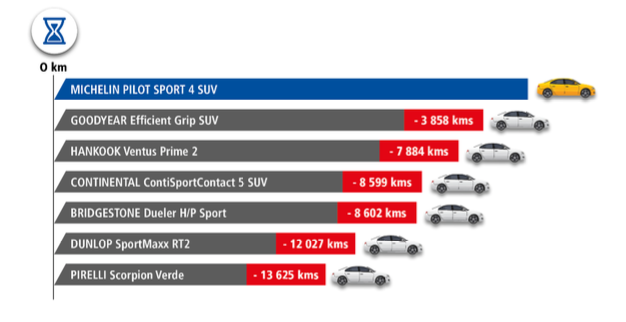 0 km
MICHELIN PILOT SPORT 4 SUV
GOODYEAR Efficient Grip SUV - 3 858 kms
HANKOOK Ventus Prime 2 - 7 884 kms
CONTINENTAL ContiSportContact 5 SUV - 8 599 kms
BRIDGESTONE Dueler H/P Sport - 8 602 kms
DUNLOP SportMaxx RT2 - 12 027 kms
PIRELLI Scorpion Verde - 13 625 kms